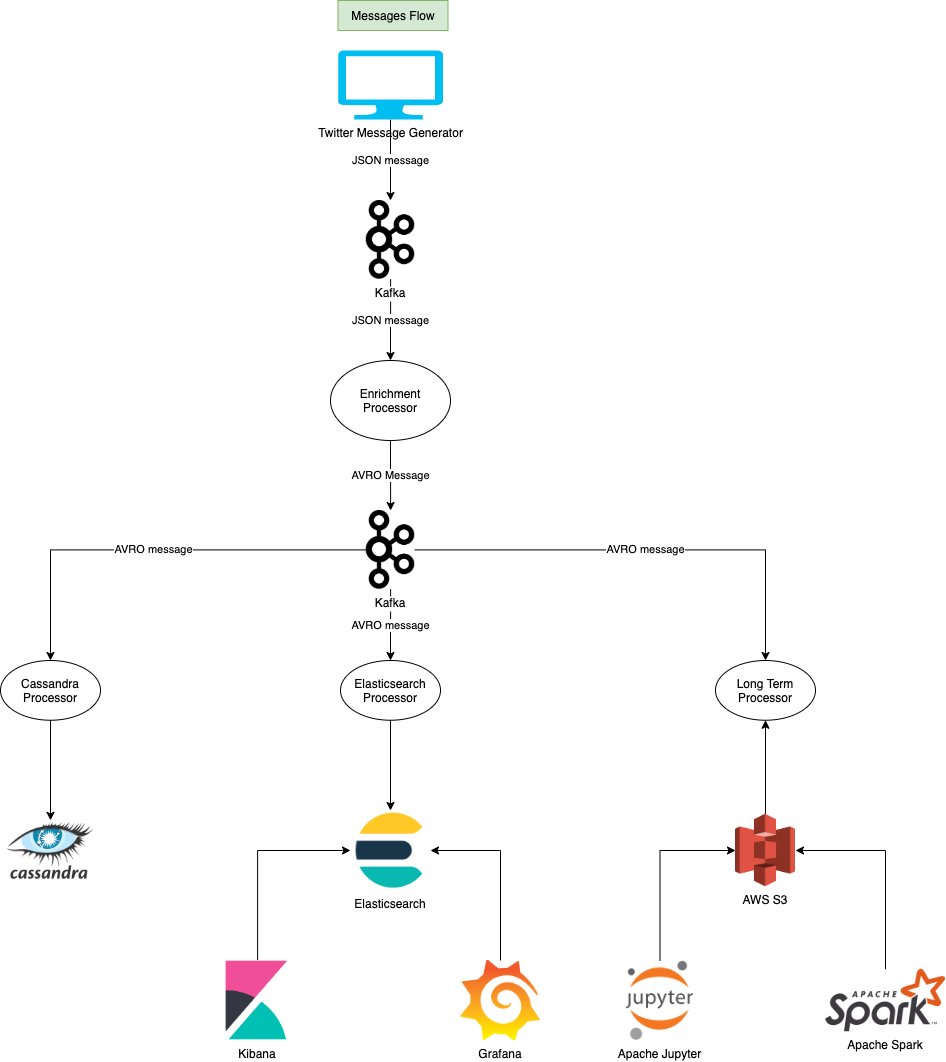 Messages Flow
Twitter Message Generator
JSON message
Kafka
JSON message
Enrichment
Processor
AVRO Message
AVRO message
AVRO message
Kafka
AVRO message
Cassandra
Processor
Elasticsearch
Processor
Long Term
Processor
cassandra
Elasticsearch
AWS S3
jupyter
APACHE
Spark
Kibana
Grafana
Apache Jupyter
Apache Spark